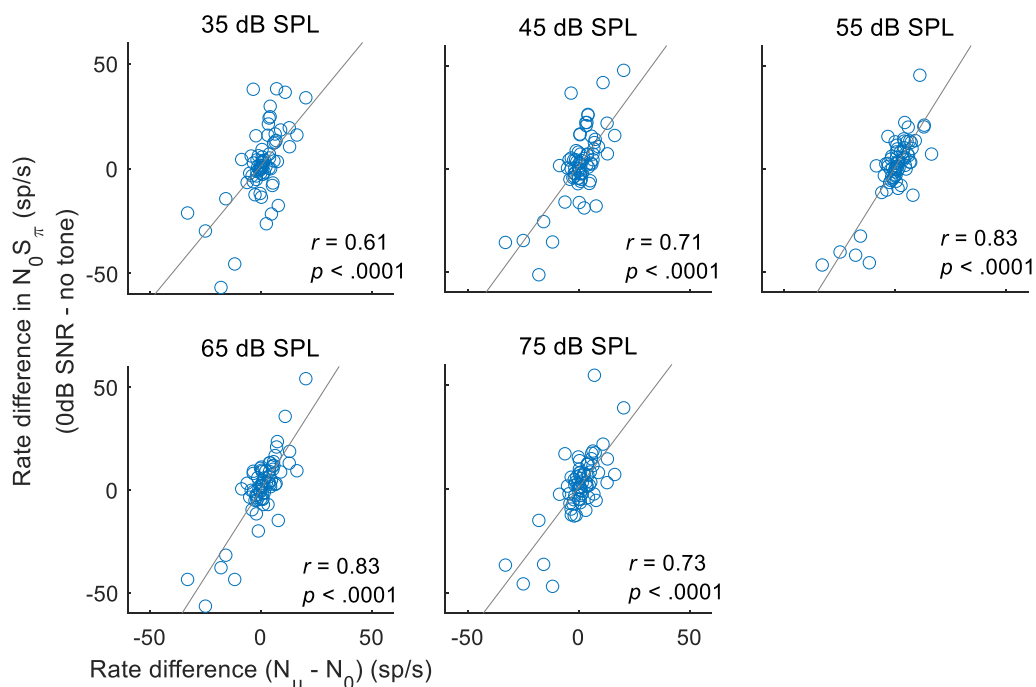 35 dB SPL
45 dB SPL
55 dB SPL
50
0
-50
r = 0.61
p < .0001
r = 0.71
p < .0001
r = 0.83
p < .0001
Rate difference in N0Sπ (sp/s)
(0dB SNR - no tone)
65 dB SPL
75 dB SPL
50
0
-50
r = 0.83
p < .0001
r = 0.73
p < .0001
-50 0 50
-50 0 50
Rate difference (Nu - N0) (sp/s)